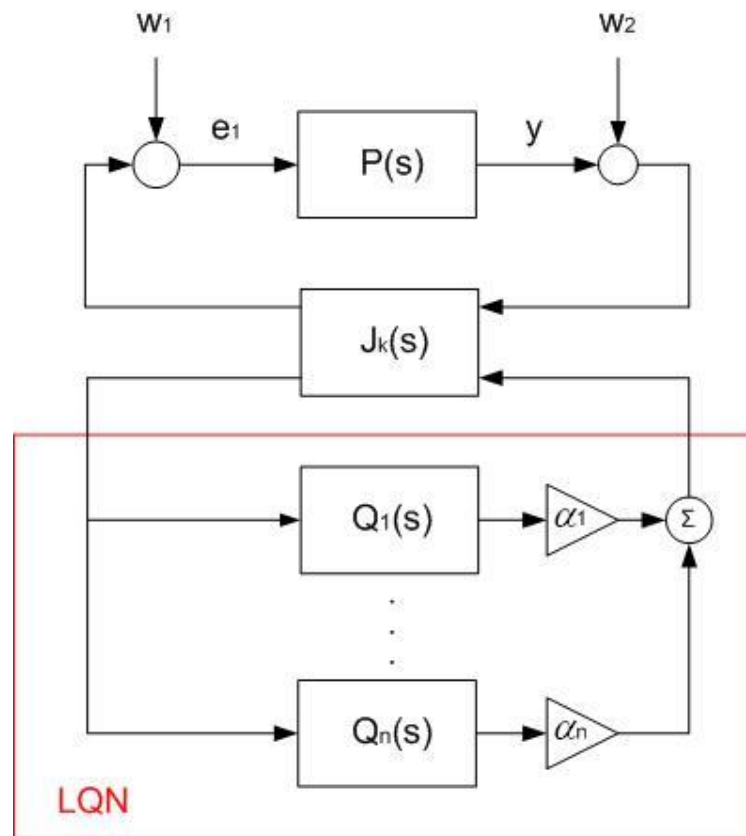 w₁ w₂
e₁ P(s) y
Jₖ(s)
Q₁(s) α₁ Σ
.
.
.
Qₙ(s) αₙ
LQN